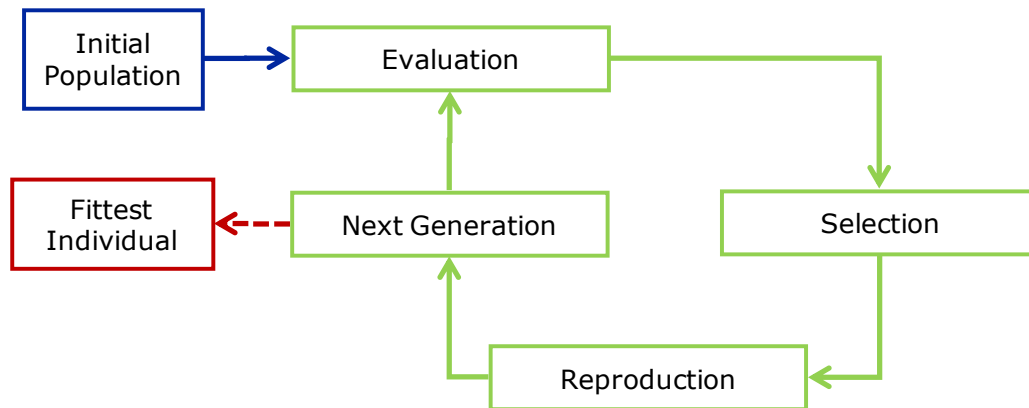 Initial
Population
Evaluation
Fittest
Individual
Next Generation
Selection
Reproduction